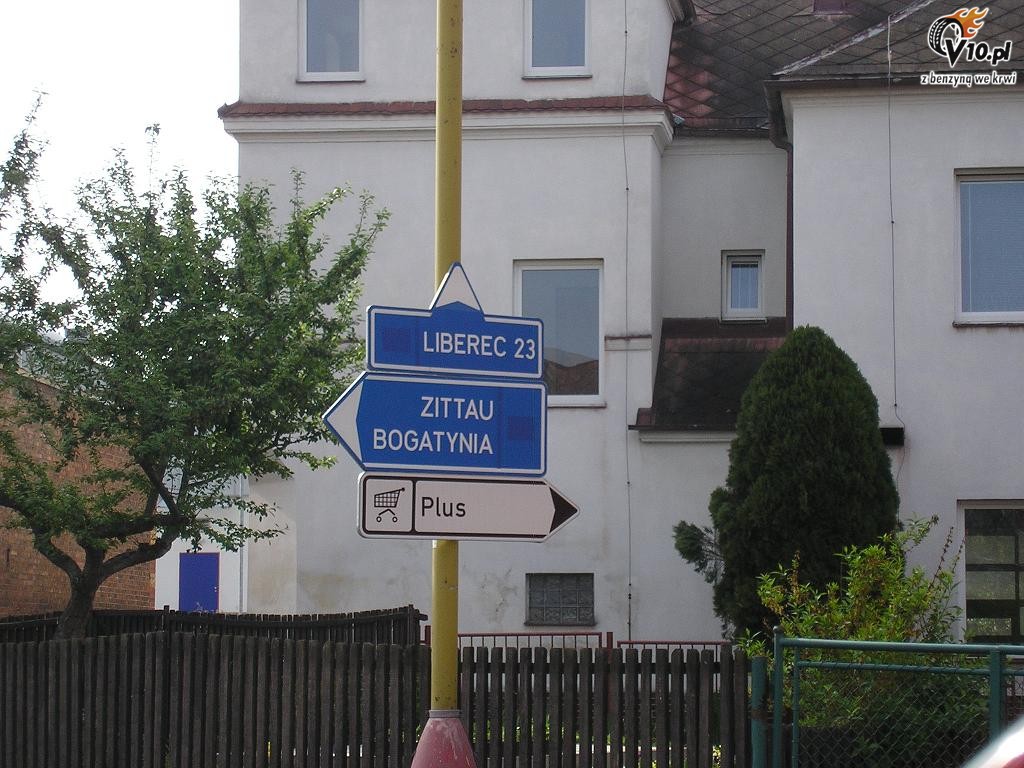 V10.pl
z benzyną we krwi
LIBEREC 23
ZITTAU
BOGATYNIA
Plus